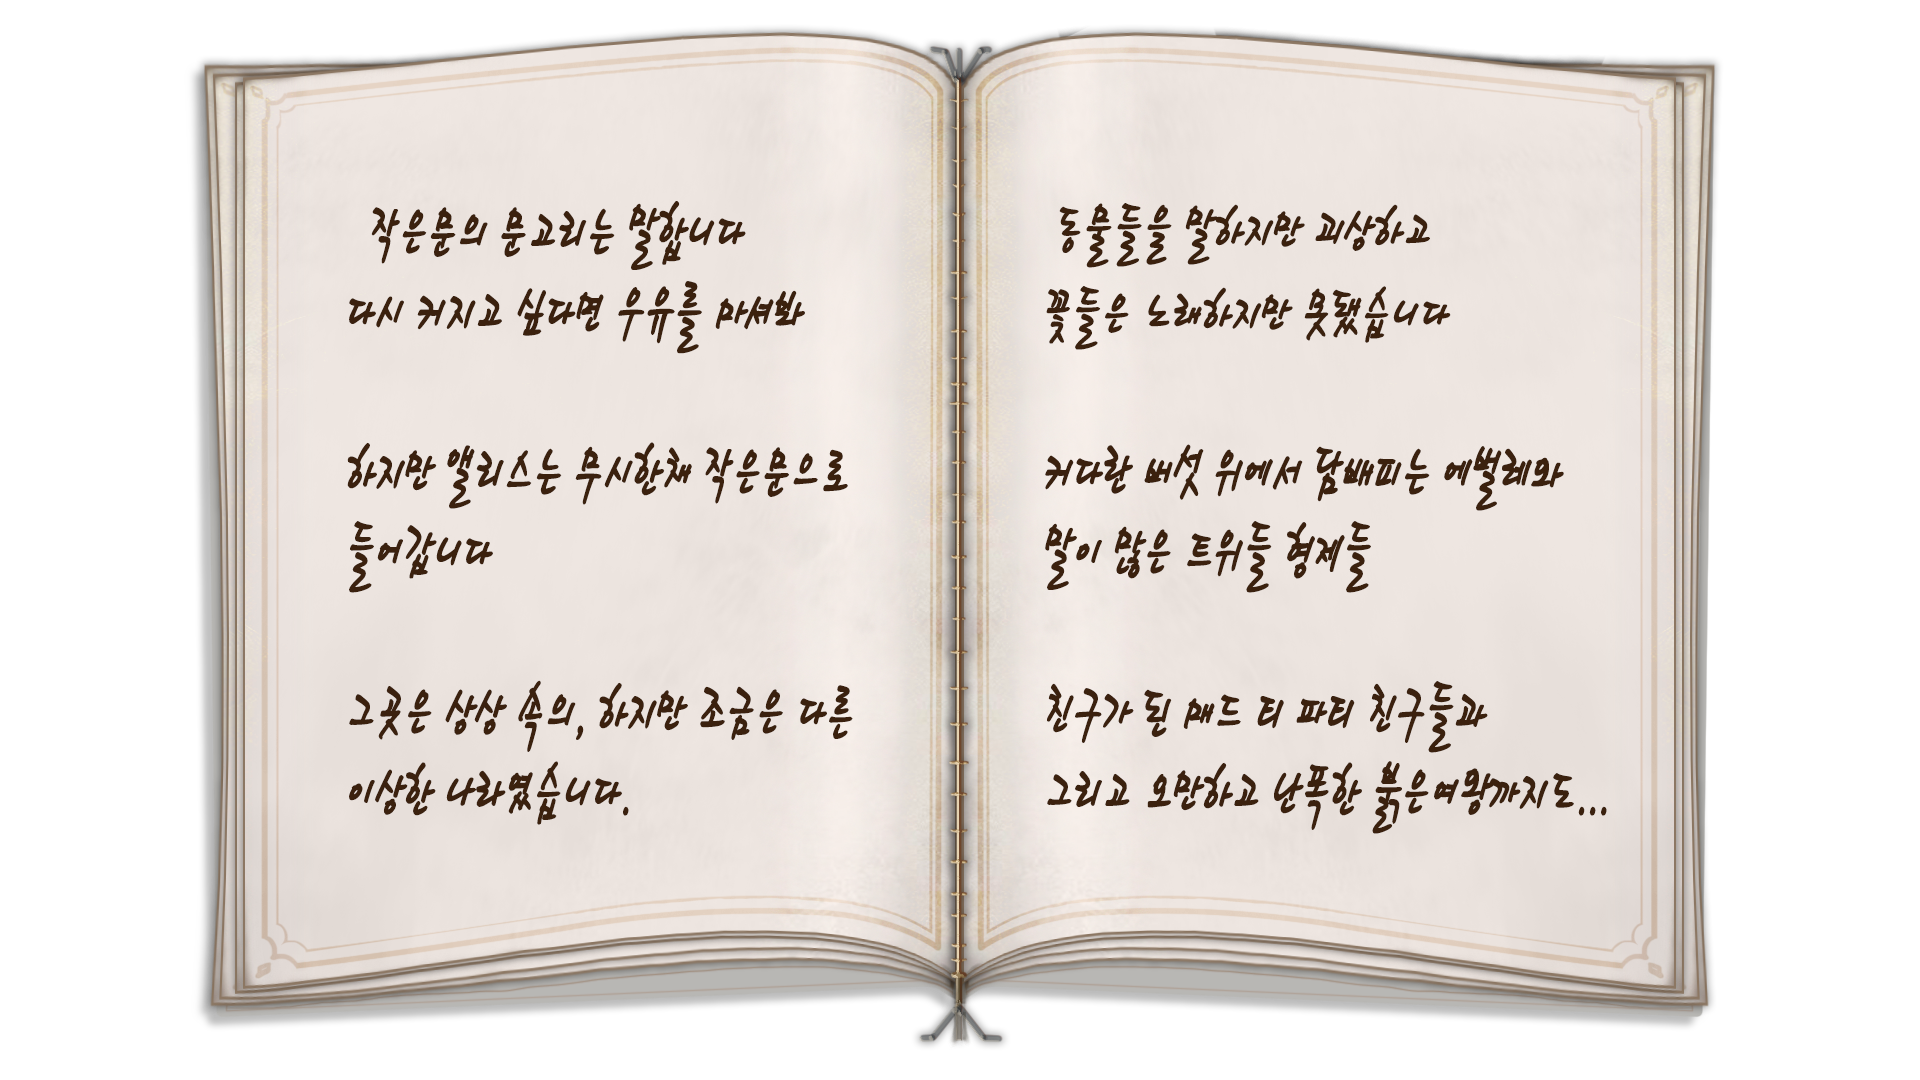 작은문의 문고리는 말합니다
다시 커지고 싶다면 우유를 마셔봐
하지만 앨리스는 무시한채 작은문으로
들어갑니다
그곳은 상상 속의, 하지만 조금은 다른
이상한 나라였습니다.
동물들을 말하지만 괴상하고
꽃들은 노래하지만 못됐습니다
커다란 버섯 위에서 담배피는 에벌레와
말이 많은 트위들 형제들
친구가 된 매드 티 파티 친구들과
그리고 오만하고 난폭한 붉은여왕까지도...